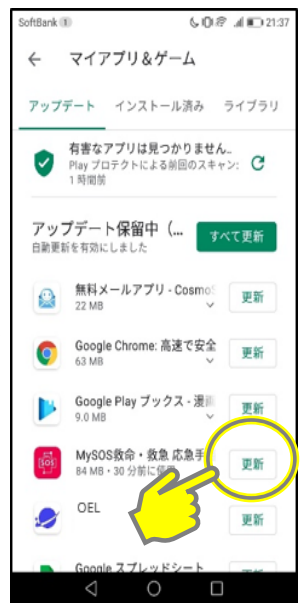 SoftBank 1 21:37
マイアプリ&ゲーム
アップデート インストール済み ライブラリ
有害なアプリは見つかりません_
Play プロテクトによる前回のスキャン:
1 時間前
アップデート保留中（...
すべて更新
自動更新を有効にしました
無料メールアプリ - Cosmo
22 MB
更新
Google Chrome: 高速で安全
63 MB
更新
Google Play ブックス - 漫画
9.0 MB
更新
MySOS救命・救急 応急手
84 MB • 30 分前に使
更新
OEL
更新
Google スプレッドシート